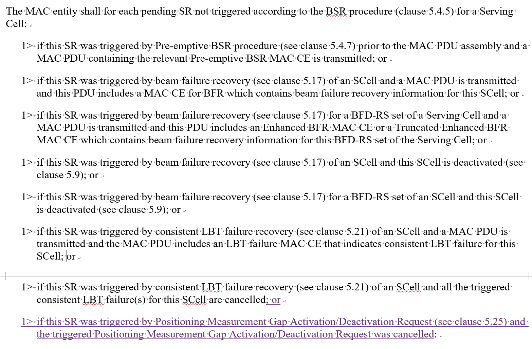 The MAC entity shall for each pending SR not triggered according to the BSR procedure (clause 5.4.5) for a Serving
Cell:
1> if this SR was triggered by Pre-emptive BSR procedure (see clause 5.4.7) prior to the MAC PDU assembly and a
MAC PDU containing the relevant Pre-emptive BSR MAC CE is transmitted; or
1> if this SR was triggered by beam failure recovery (see clause 5.17) of an SCell and a MAC PDU is transmitted
and this PDU includes a MAC CE for BFR which contains beam failure recovery information for this SCell; or
1> if this SR was triggered by beam failure recovery (see clause 5.17) for a BFD-RS set of a Serving Cell and a
MAC PDU is transmitted and this PDU includes an Enhanced BFR MAC CE or a Truncated Enhanced BFR
MAC CE which contains beam failure recovery information for this BFD-RS set of the Serving Cell; or
1> if this SR was triggered by beam failure recovery (see clause 5.17) of an SCell and this SCell is deactivated (see
clause 5.9); or
1> if this SR was triggered by beam failure recovery (see clause 5.17) for a BFD-RS set of an SCell and this SCell
is deactivated (see clause 5.9); or
1> if this SR was triggered by consistent LBT failure recovery (see clause 5.21) of an SCell and a MAC PDU is
transmitted and the MAC PDU includes an LBT failure MAC CE that indicates consistent LBT failure for this
SCell; or
1> if this SR was triggered by consistent LBT failure recovery (see clause 5.21) of an SCell and all the triggered
consistent LBT failure(s) for this SCell are cancelled; or
1> if this SR was triggered by Positioning Measurement Gap Activation/Deactivation Request (see clause 5.25) and
the triggered Positioning Measurement Gap Activation/Deactivation Request was cancelled;